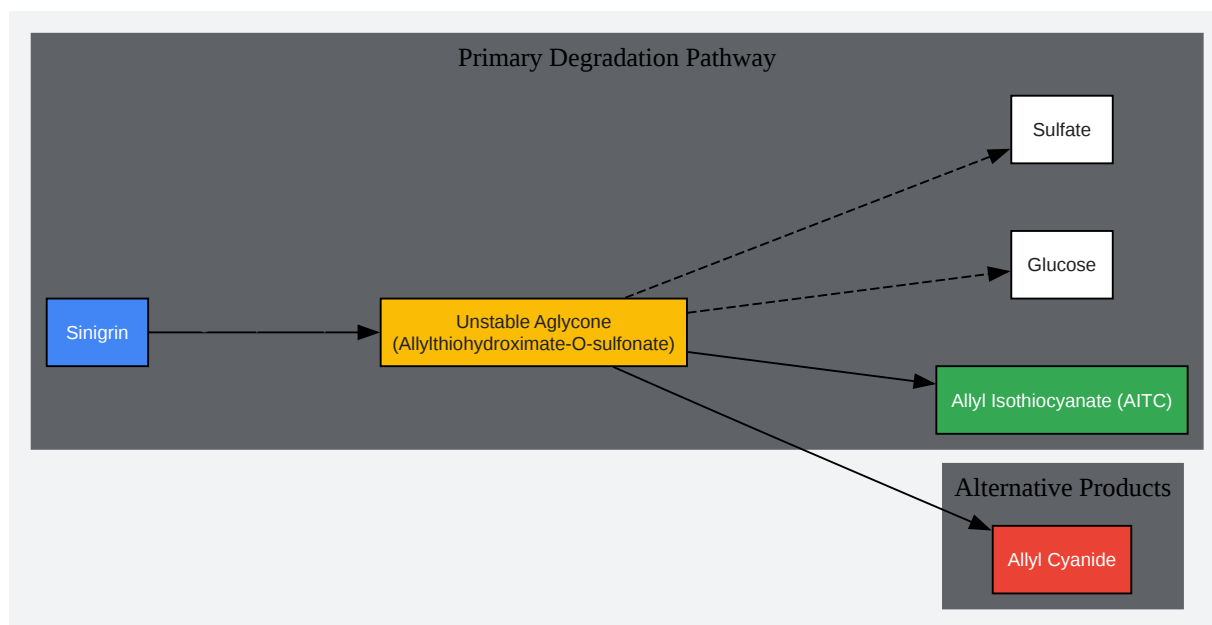 Primary Degradation Pathway
Sulfate
Glucose
Sinigrin
Unstable Aglycone
(Allylthiohydroximate-O-sulfonate)
Allyl Isothiocyanate (AITC)
Alternative Products
Allyl Cyanide